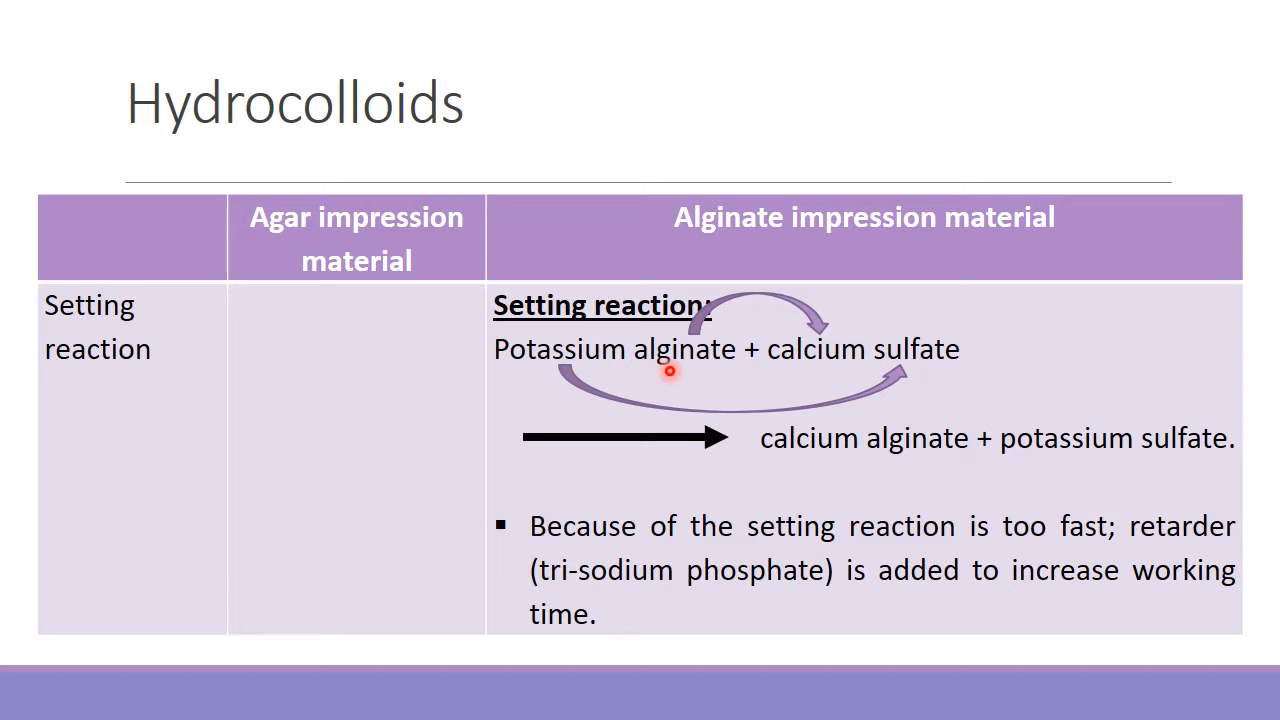 Hydrocolloids
Agar impression
material
Alginate impression material
Setting
reaction
Setting reaction:
Potassium alginate + calcium sulfate
calcium alginate + potassium sulfate.
▪ Because of the setting reaction is too fast; retarder
(tri-sodium phosphate) is added to increase working
time.